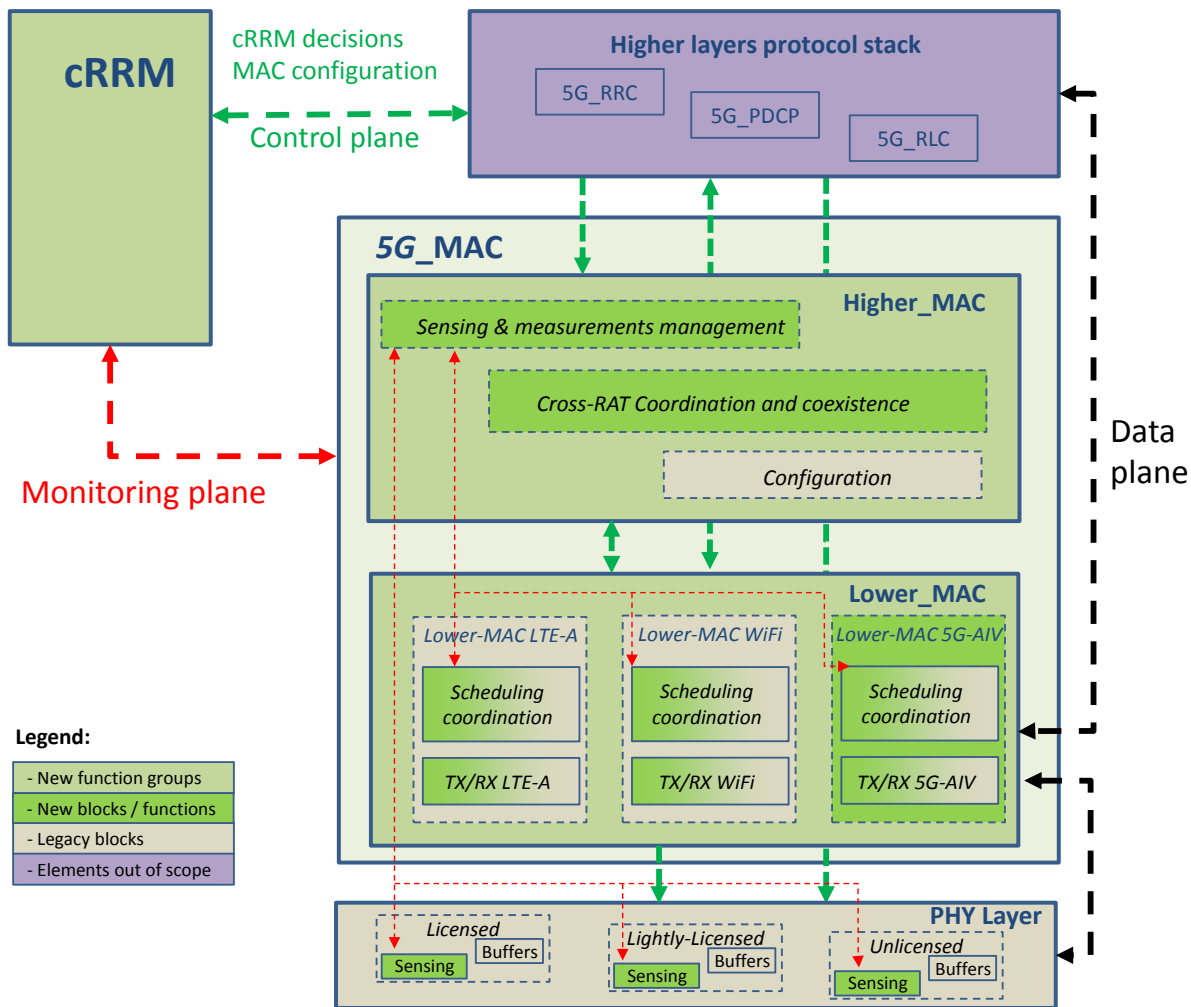 cRRM
cRRM decisions
MAC configuration
Control plane
Higher layers protocol stack
5G_RRC
5G_PDCP
5G_RLC
5G_MAC
Higher_MAC
Sensing & measurements management
Cross-RAT Coordination and coexistence
Configuration
Monitoring plane
Data
plane
Lower_MAC
Lower-MAC LTE-A
Scheduling
coordination
TX/RX LTE-A
Lower-MAC WiFi
Scheduling
coordination
TX/RX WiFi
Lower-MAC 5G-AIV
Scheduling
coordination
TX/RX 5G-AIV
Legend:
- New function groups
- New blocks / functions
- Legacy blocks
- Elements out of scope
PHY Layer
Licensed
Buffers
Sensing
Lightly-Licensed
Buffers
Sensing
Unlicensed
Buffers
Sensing